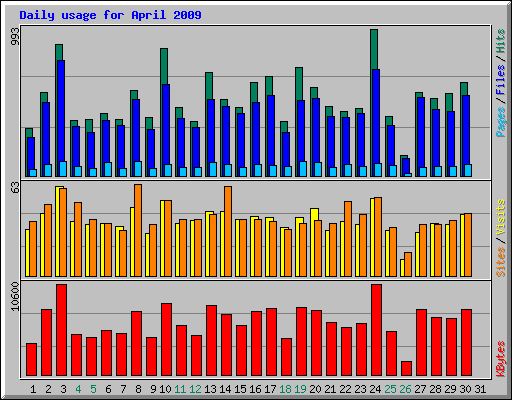 Daily usage for April 2009
993
Pages / Files / Hits
63
Sites / Visits
10600
KBytes
1 2 3 4 5 6 7 8 9 10 11 12 13 14 15 16 17 18 19 20 21 22 23 24 25 26 27 28 29 30 31